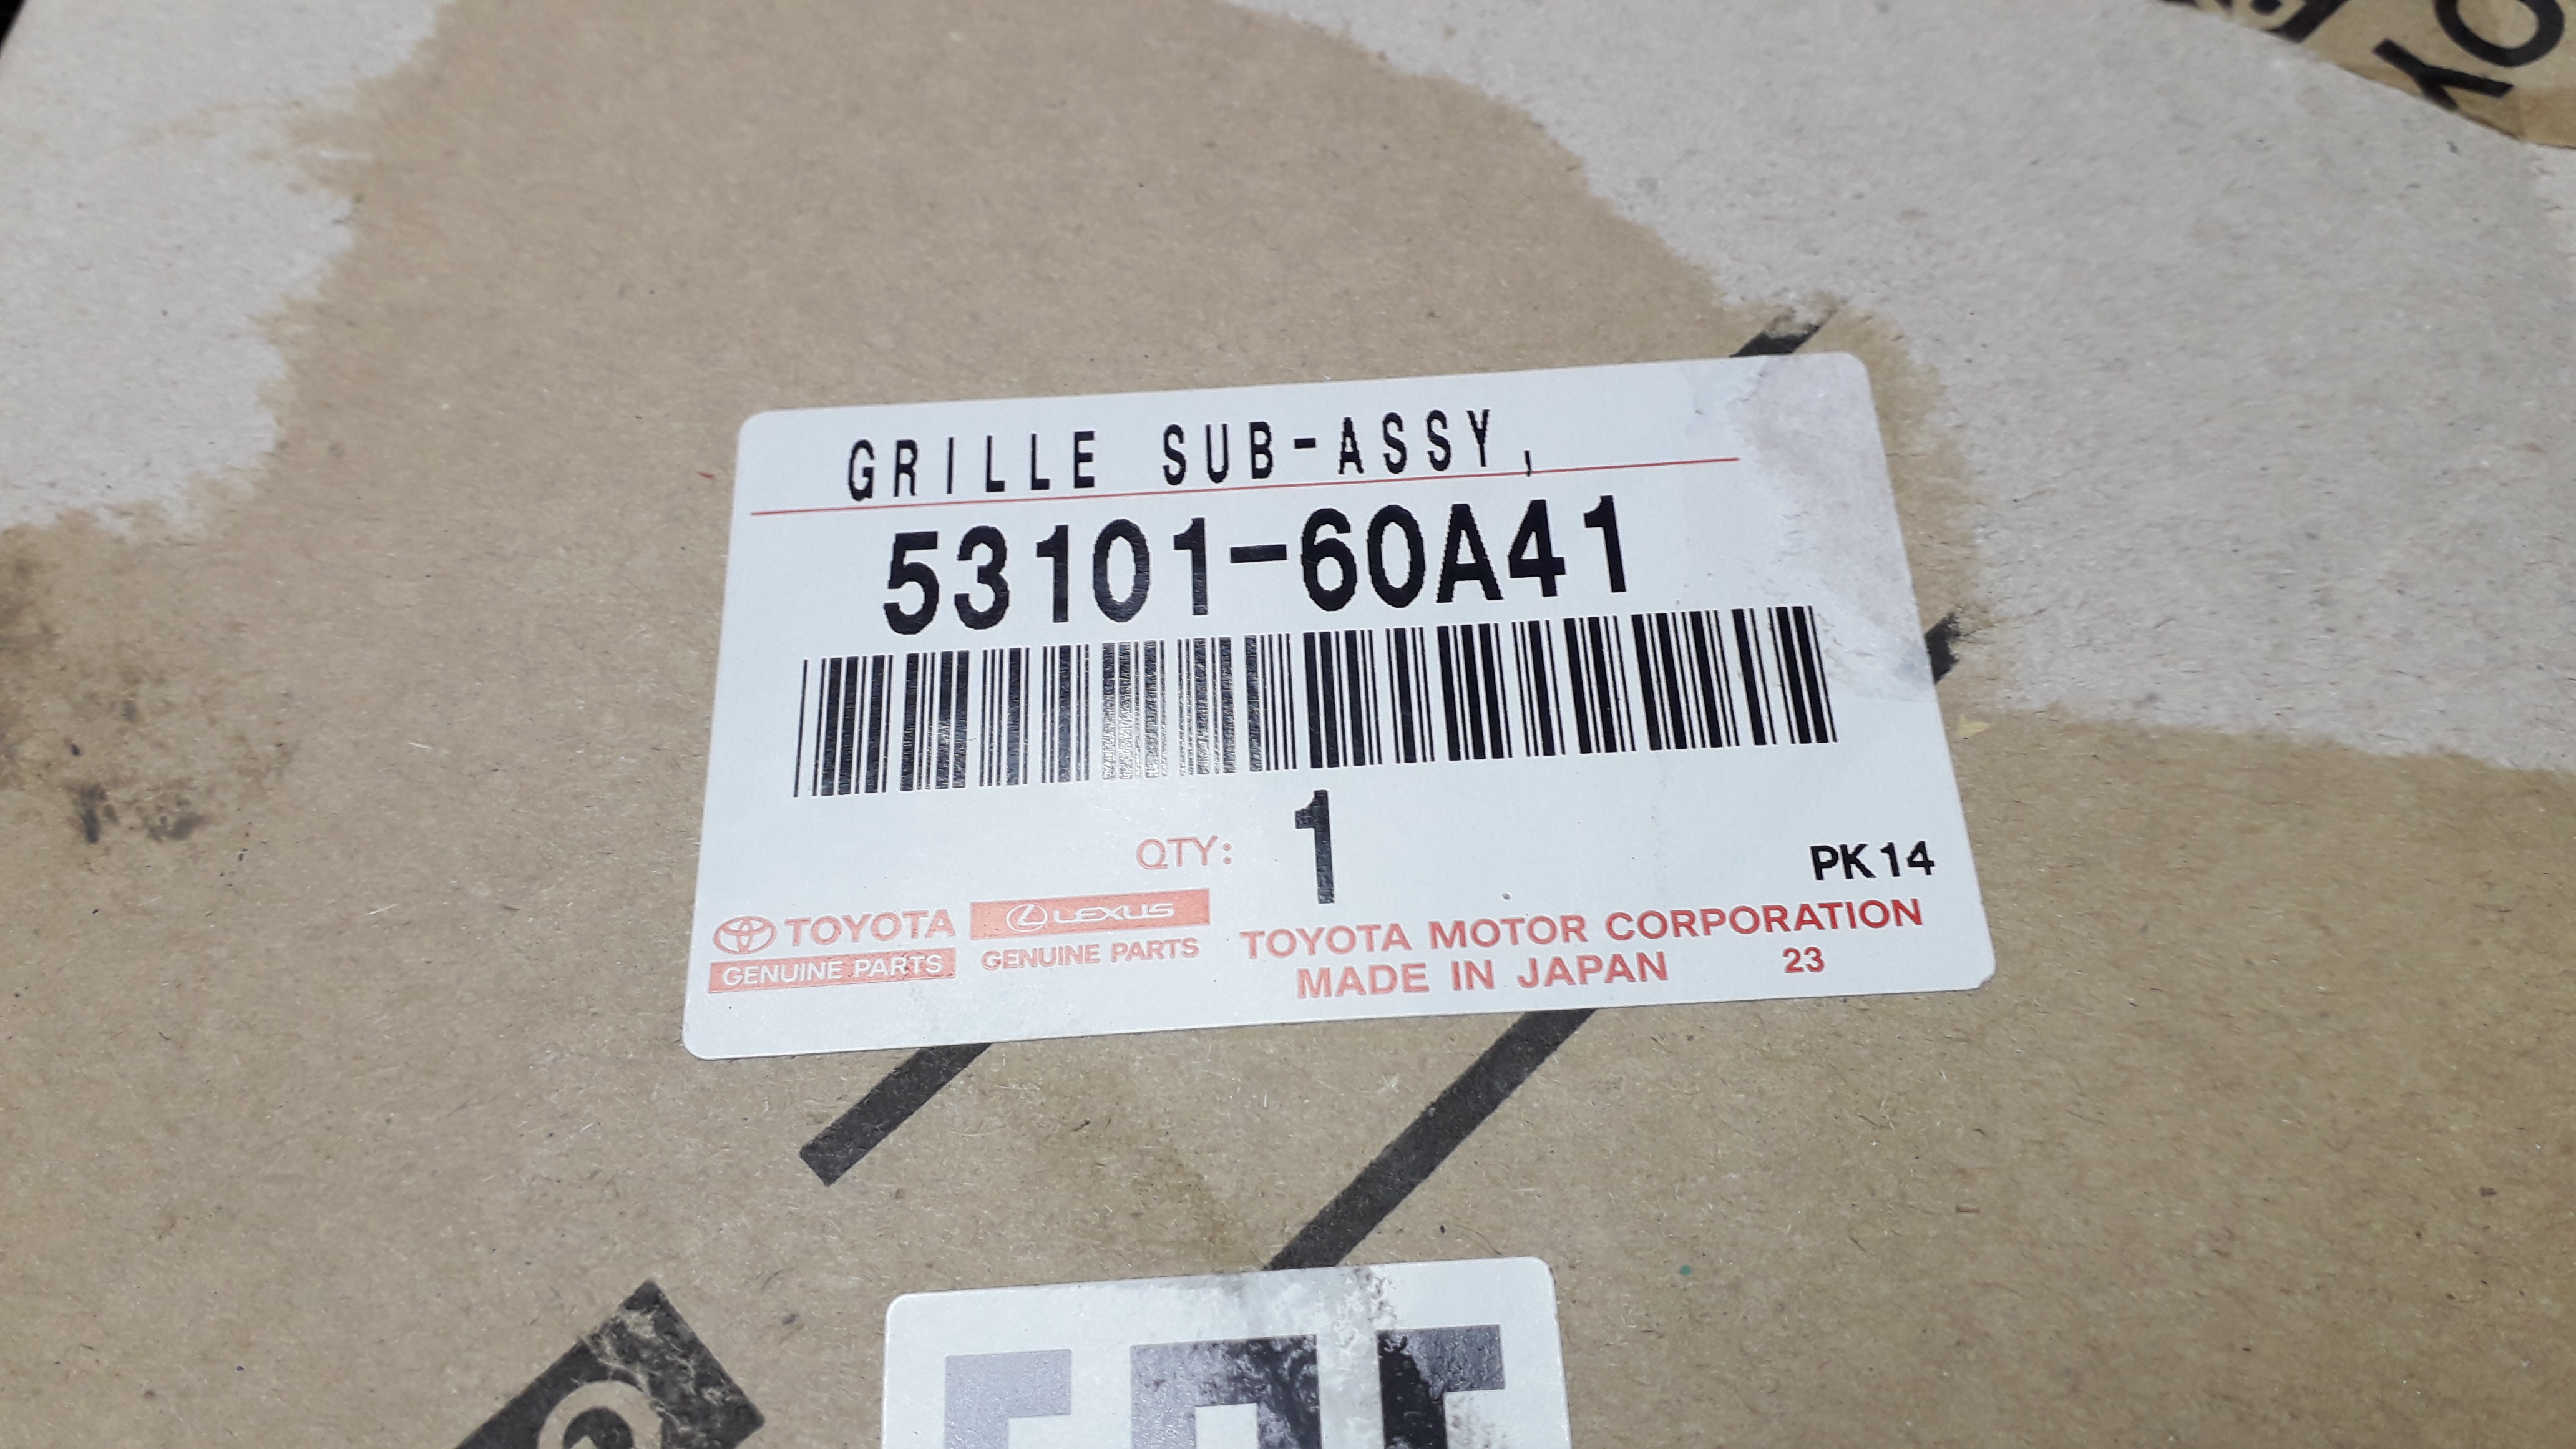 GRILLE SUB-ASSY,
53101-60A41
QTY: 1
PK14
TOYOTA
GENUINE PARTS
LEXUS
GENUINE PARTS
TOYOTA MOTOR CORPORATION
MADE IN JAPAN 23